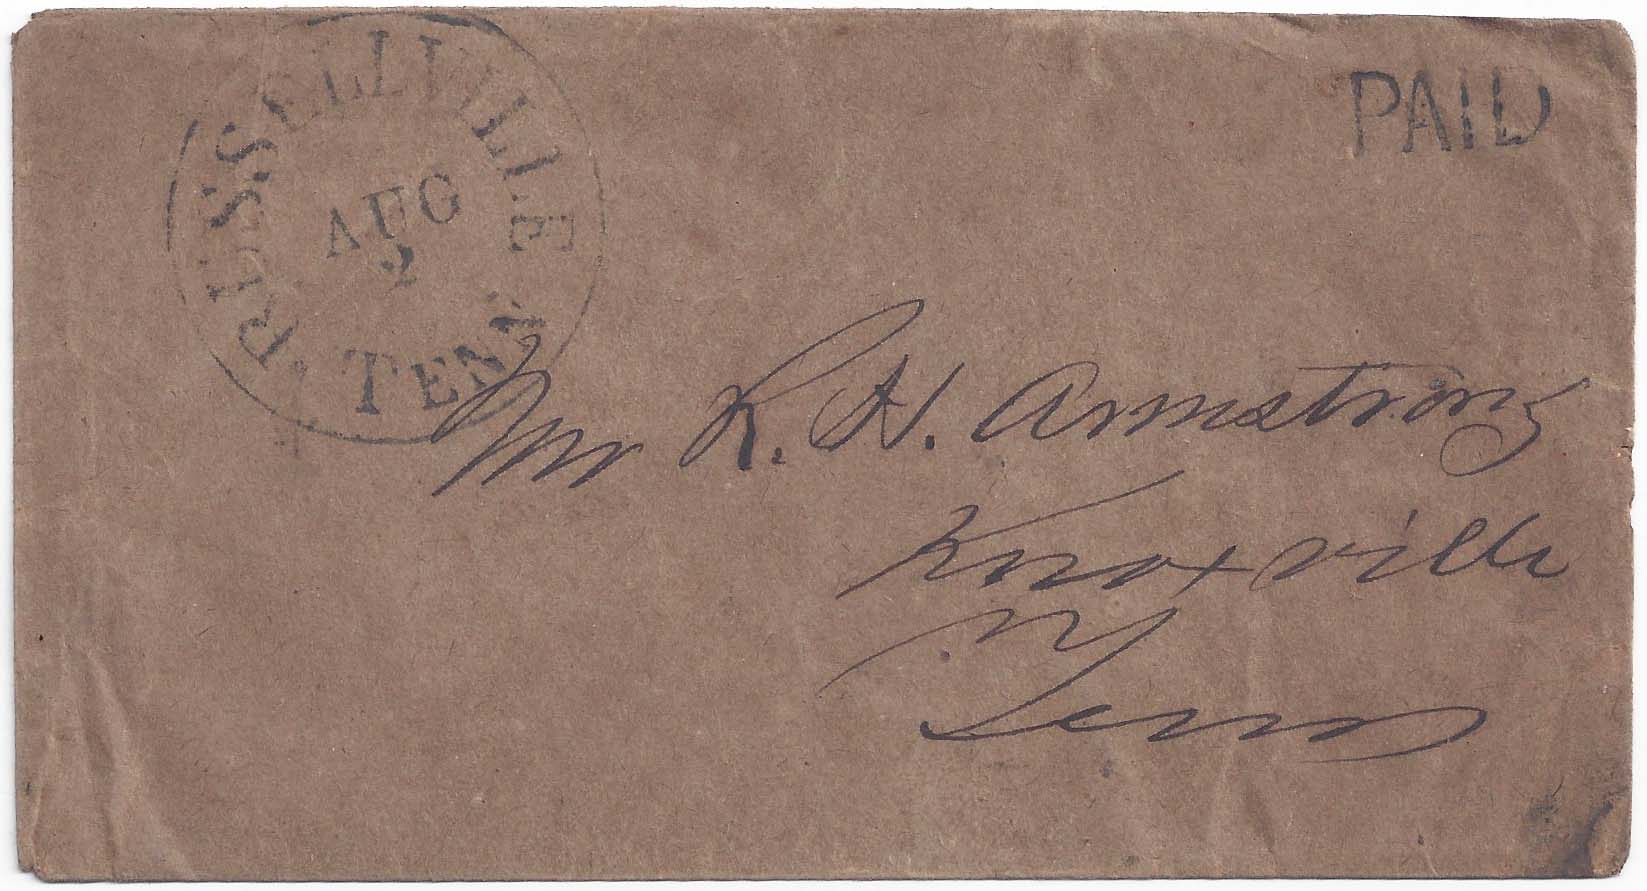 RUSSELLVILLE
AUG
2
TENN
PAID
Mr R. H. Armstrong
Knoxville
Tenn